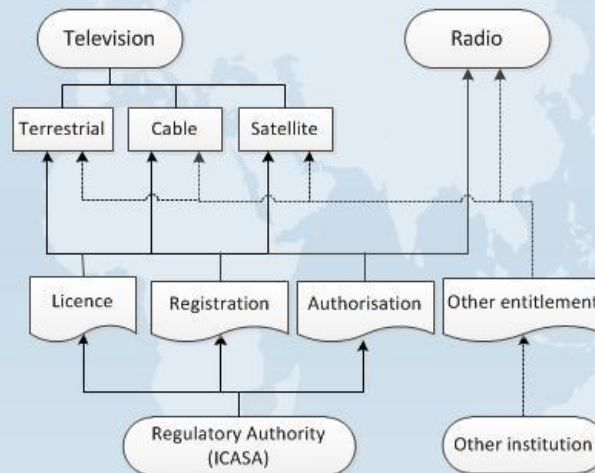 Television
Radio
Terrestrial
Cable
Satellite
Licence
Registration
Authorisation
Other entitlement
Regulatory Authority
(ICASA)
Other institution